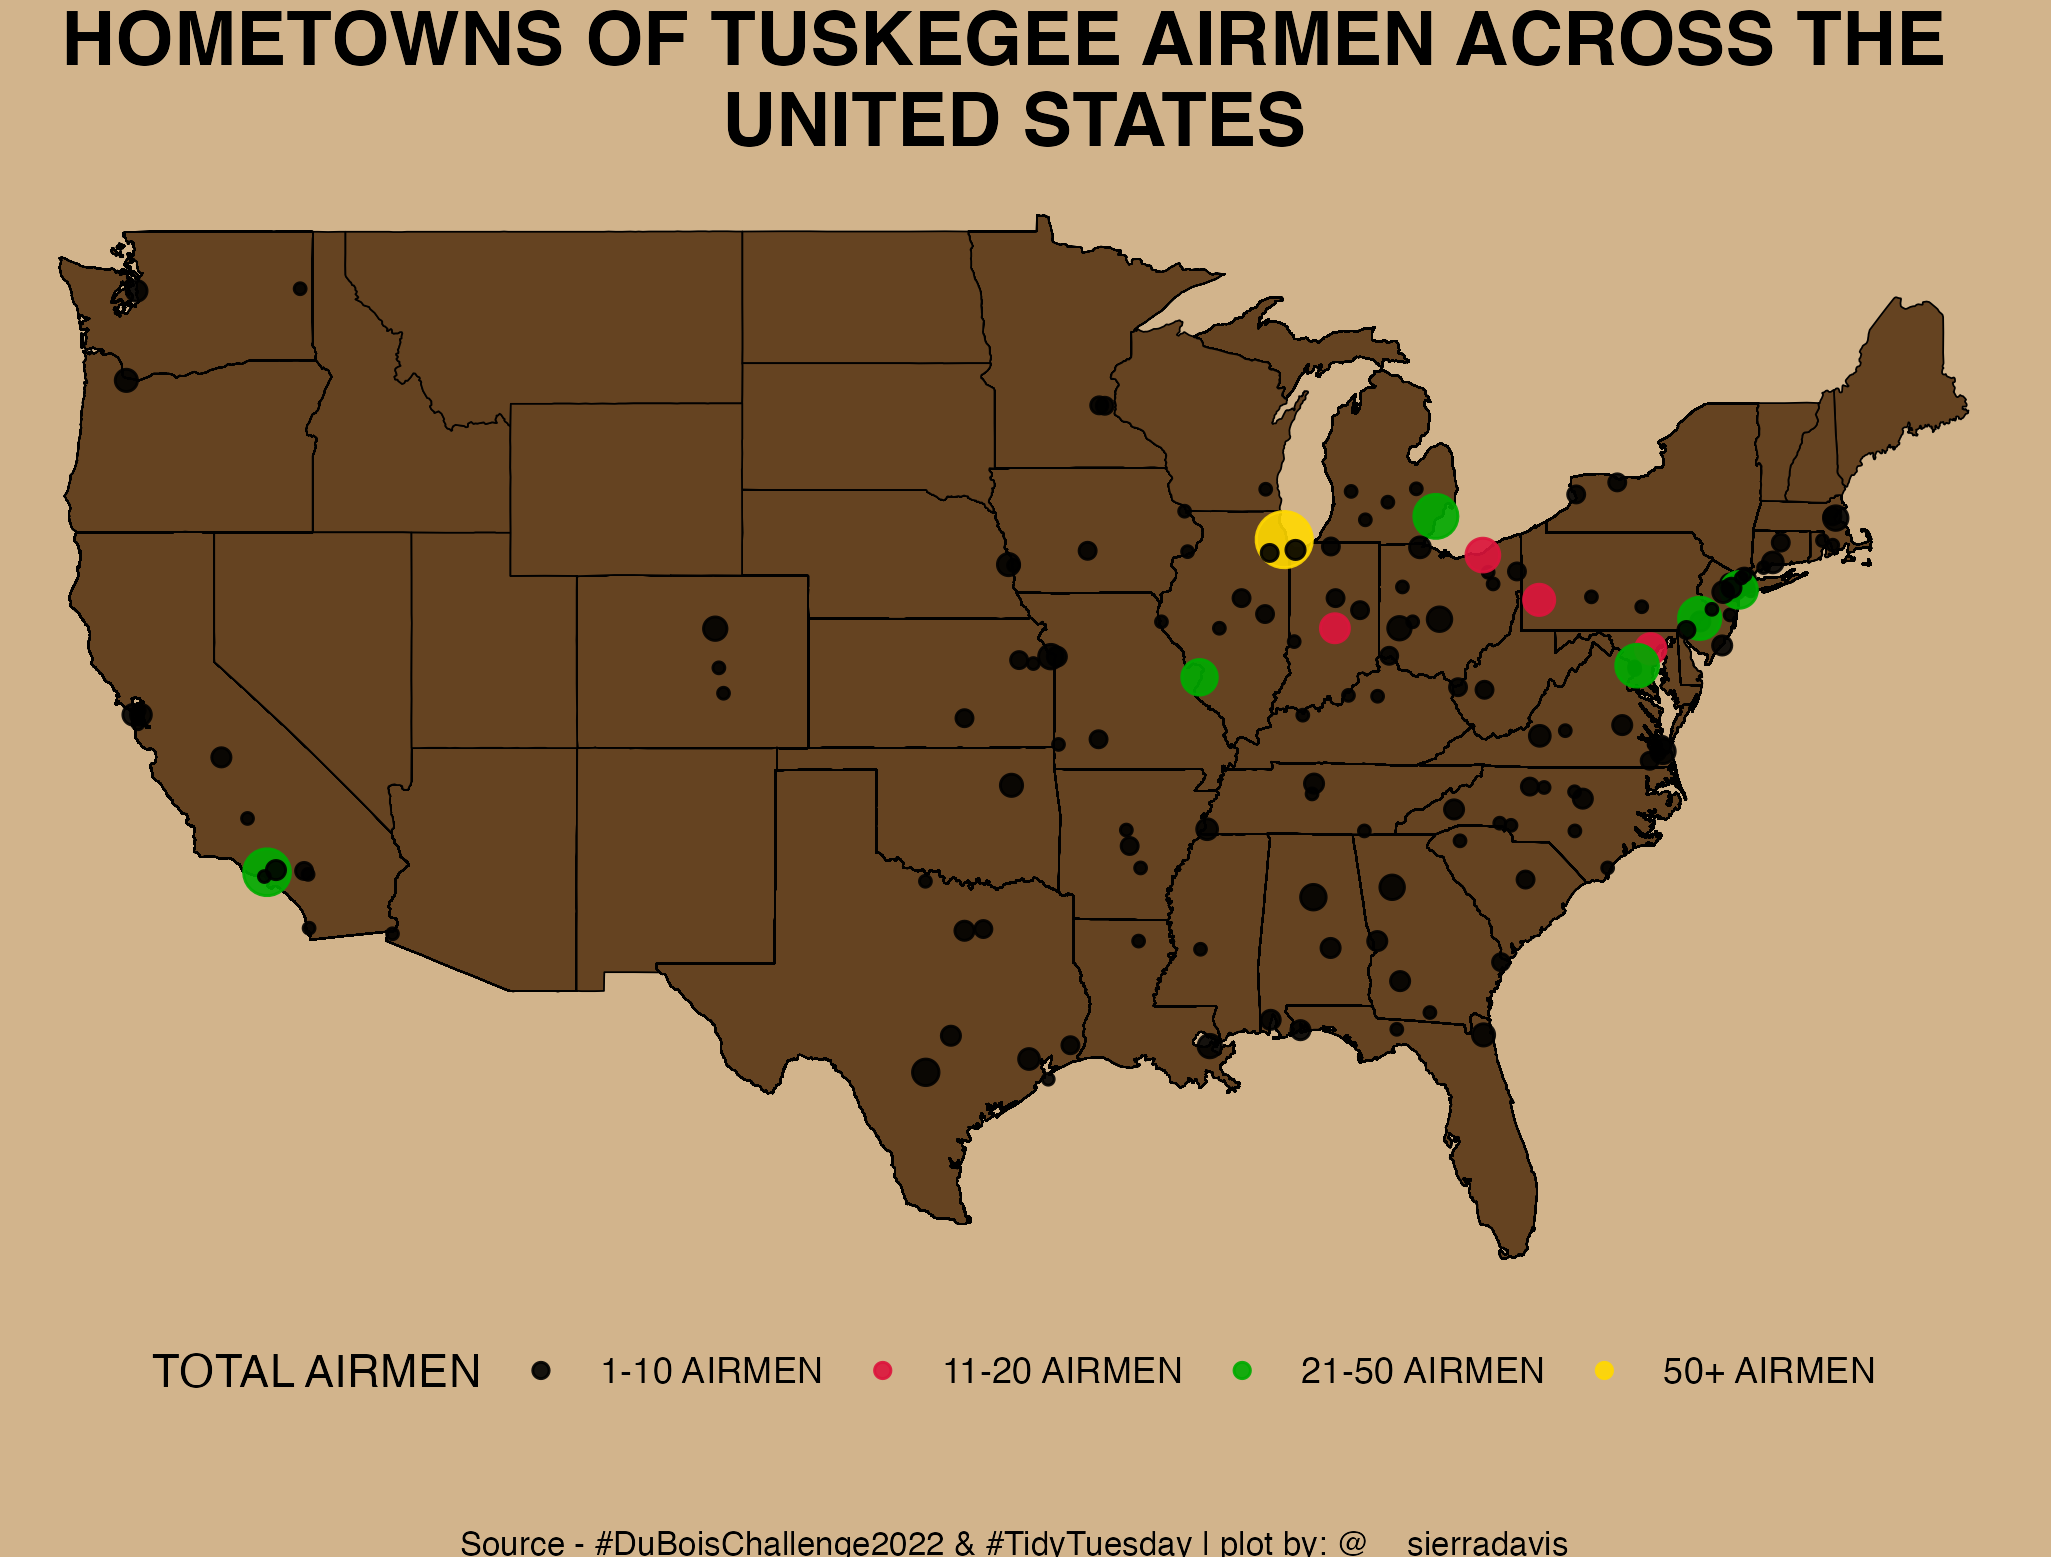 HOMETOWNS OF TUSKEGEE AIRMEN ACROSS THE
UNITED STATES
TOTAL AIRMEN 1-10 AIRMEN 11-20 AIRMEN 21-50 AIRMEN 50+ AIRMEN
Source - #DuBoisChallenge2022 & #TidyTuesday | plot by: @__sierradavis